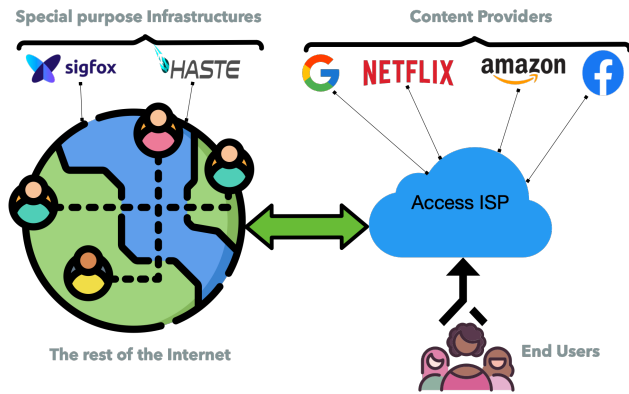 Special purpose Infrastructures
Content Providers
sigfox
HASTE
G
NETFLIX
amazon
f
Access ISP
The rest of the Internet
End Users